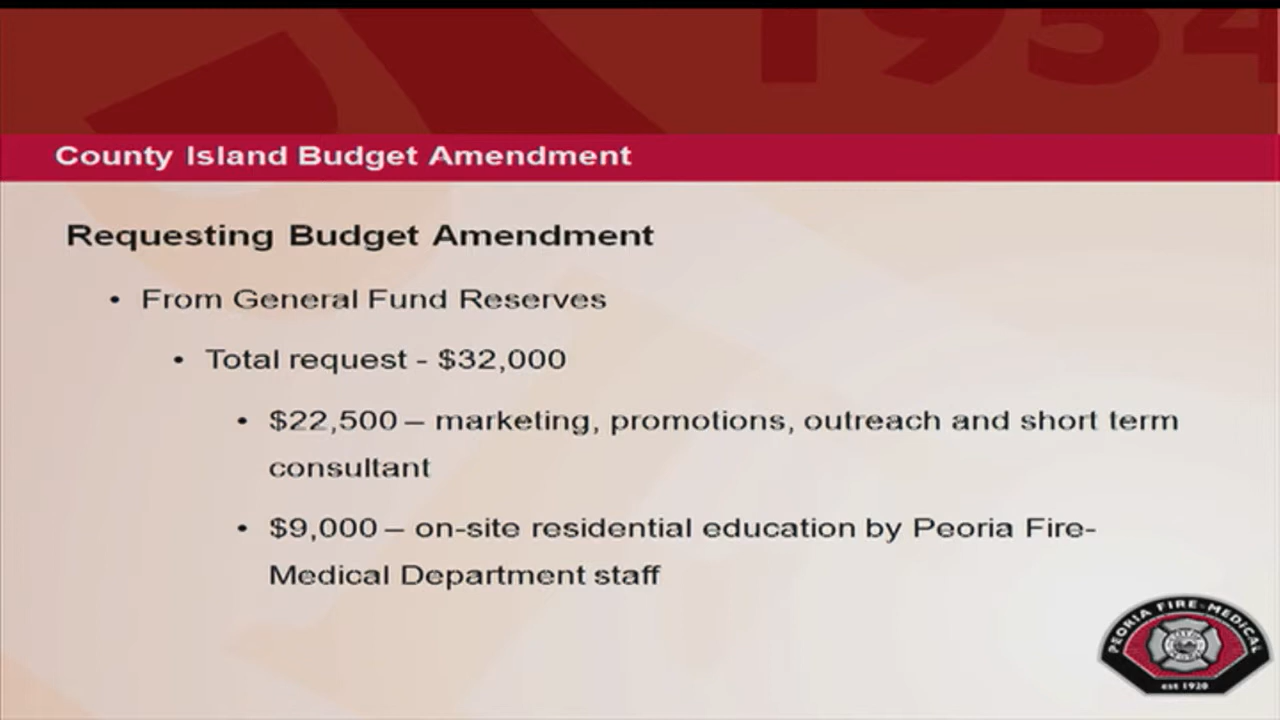 1954
County Island Budget Amendment
Requesting Budget Amendment
• From General Fund Reserves
• Total request - $32,000
• $22,500 – marketing, promotions, outreach and short term
consultant
• $9,000 – on-site residential education by Peoria Fire-
Medical Department staff
PEORIA FIRE-MEDICAL
est 1920